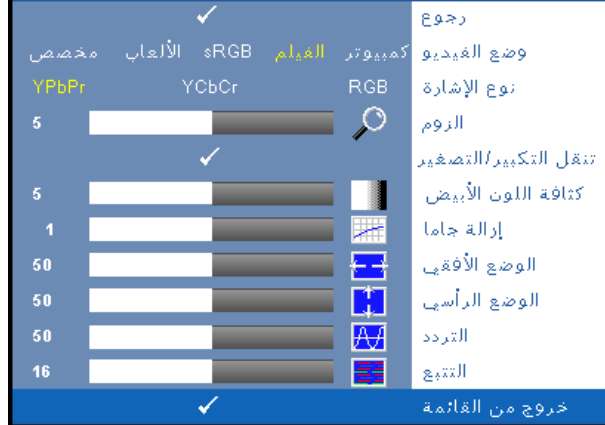 رجوع
وضع الفيديو كمبيوتر الفيلم sRGB الألعاب مخصص
نوع الإشارة RGB YCbCr YPbPr
الزوم 5
تنقل التكبير/التصغير
كثافة اللون الأبيض 5
إرالة جاما 1
الوضع الأفقي 50
الوضع الرأسي 50
التردد 50
التتبع 16
خروج من القائمة